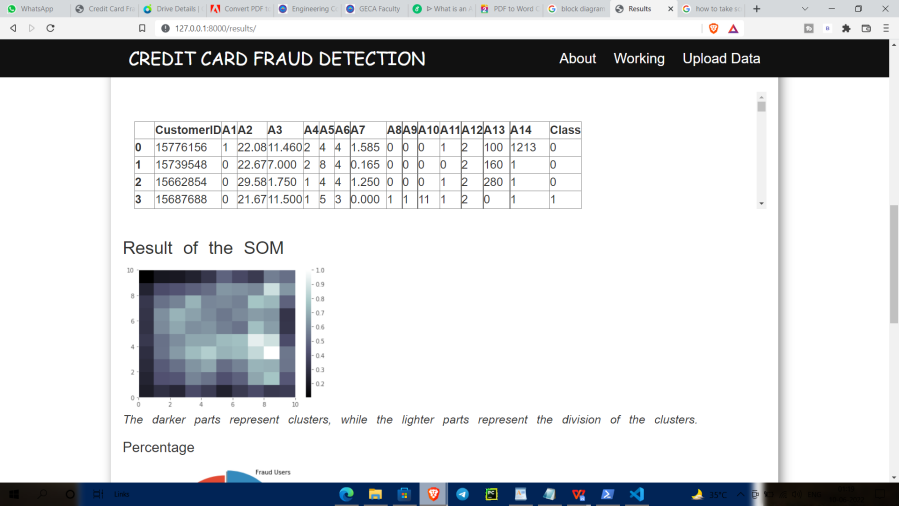 WhatsApp
Credit Card Fr
Drive Details |
Convert PDF t
Engineering C
GECA Faculty
ᐅ What is an
PDF to Word
block diagram
Results
how to take s
127.0.0.1:8000/results/
CREDIT CARD FRAUD DETECTION
About Working Upload Data
CustomerID A1 A2 A3 A4 A5 A6 A7 A8 A9 A10 A11 A12 A13 A14 Class
0 15776156 1 22.08 11.460 2 4 4 1.585 0 0 0 1 2 100 1213 0
1 15739548 0 22.67 7.000 2 8 4 0.165 0 0 0 0 2 160 1 0
2 15662854 0 29.58 1.750 1 4 4 1.250 0 0 0 1 2 280 1 0
3 15687688 0 21.67 11.500 1 5 3 0.000 1 1 11 1 2 0 1 1
Result of the SOM
10
8
6
4
2
0
0 2 4 6 8 10
1.0
0.9
0.8
0.7
0.6
0.5
0.4
0.3
0.2
The darker parts represent clusters, while the lighter parts represent the division of the clusters.
Percentage
Fraud Users
Links